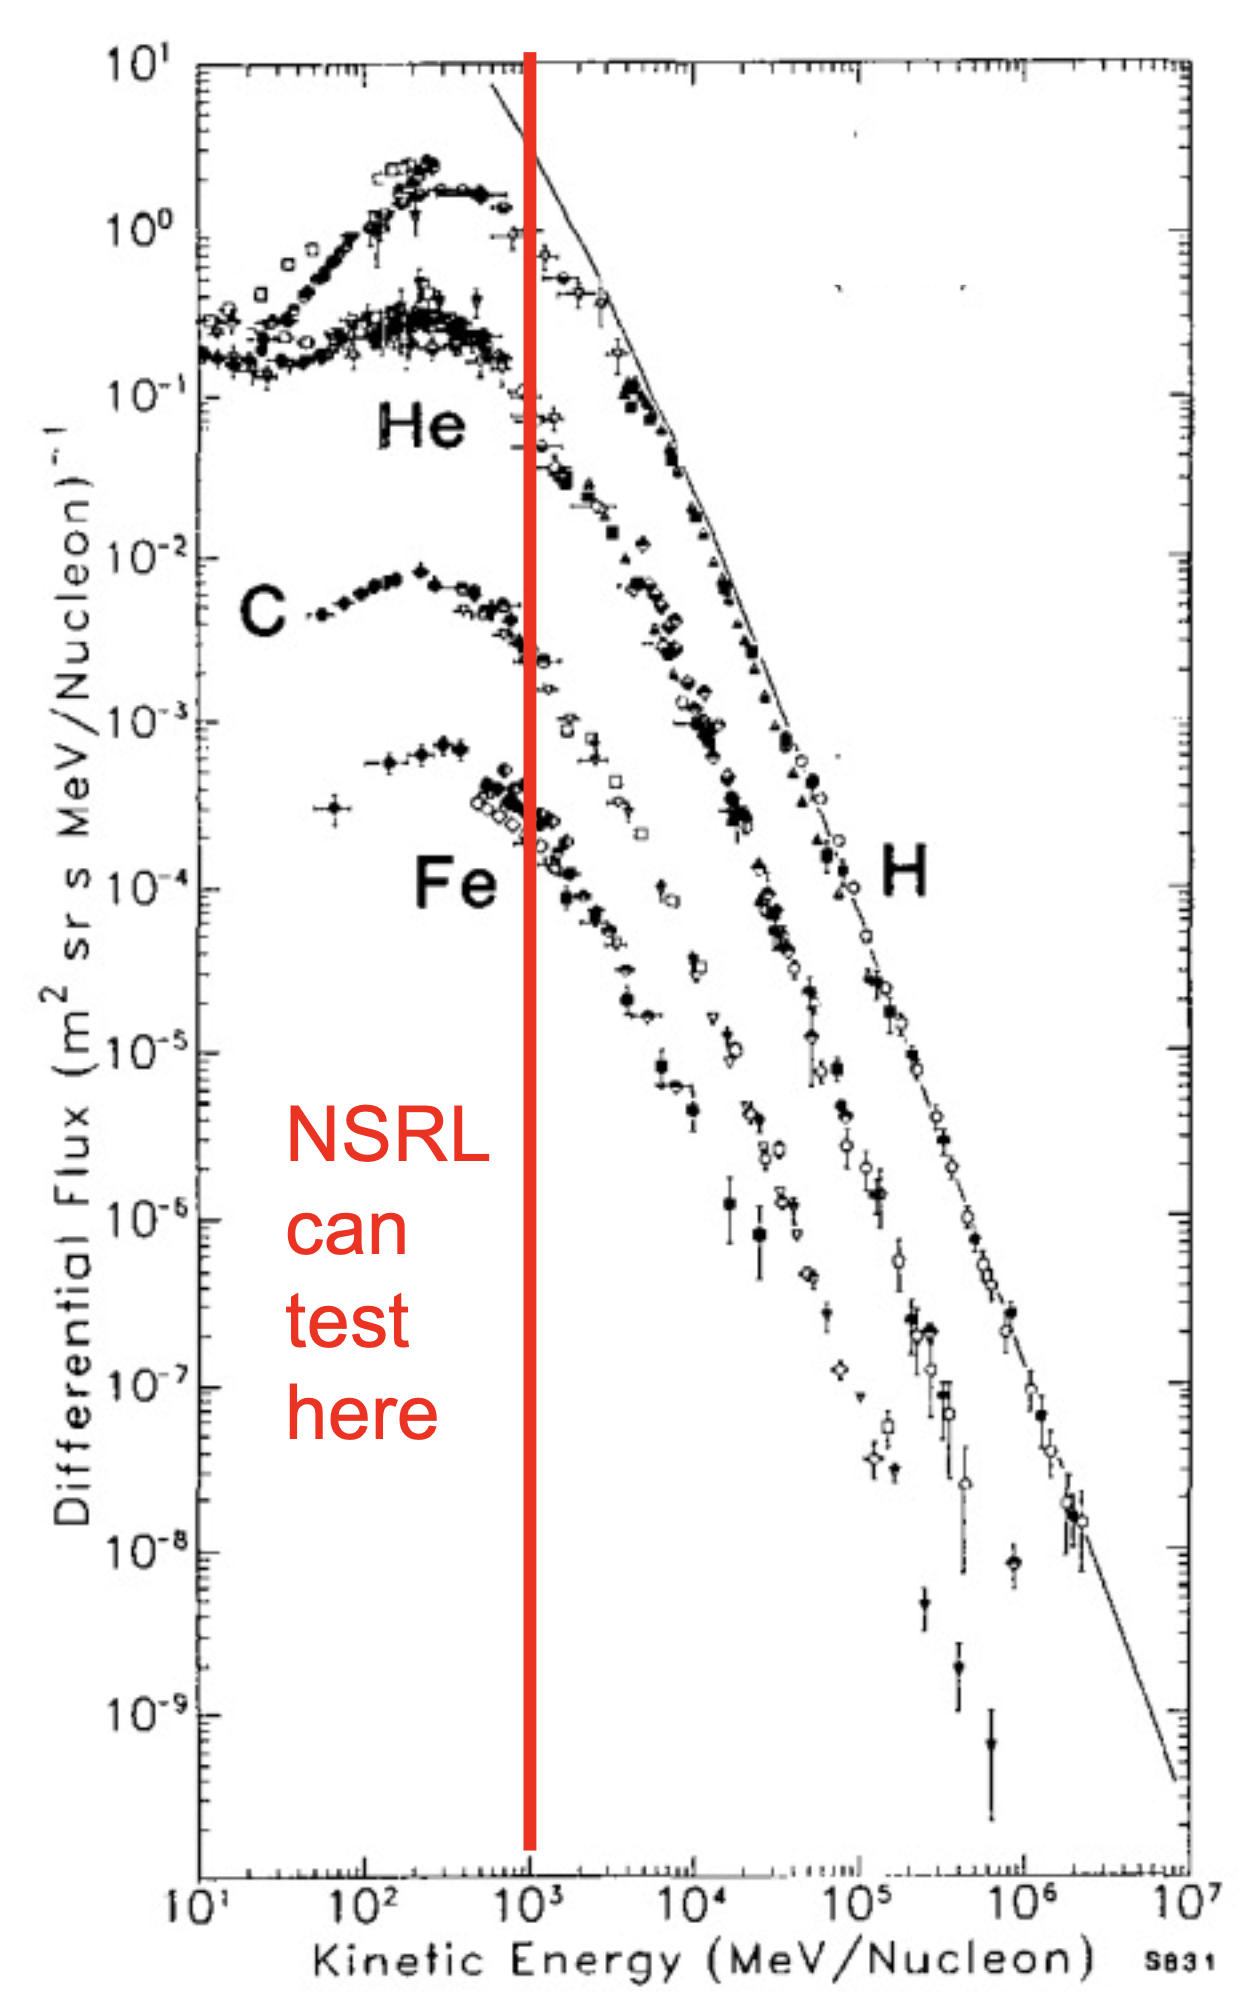 10¹
10⁰
10⁻¹
10⁻²
10⁻³
10⁻⁴
10⁻⁵
10⁻⁶
10⁻⁷
10⁻⁸
10⁻⁹
Differential Flux (m² sr s MeV/Nucleon)⁻¹
He
C
Fe
H
NSRL
can
test
here
10¹ 10² 10³ 10⁴ 10⁵ 10⁶ 10⁷
Kinetic Energy (MeV/Nucleon)
SB31